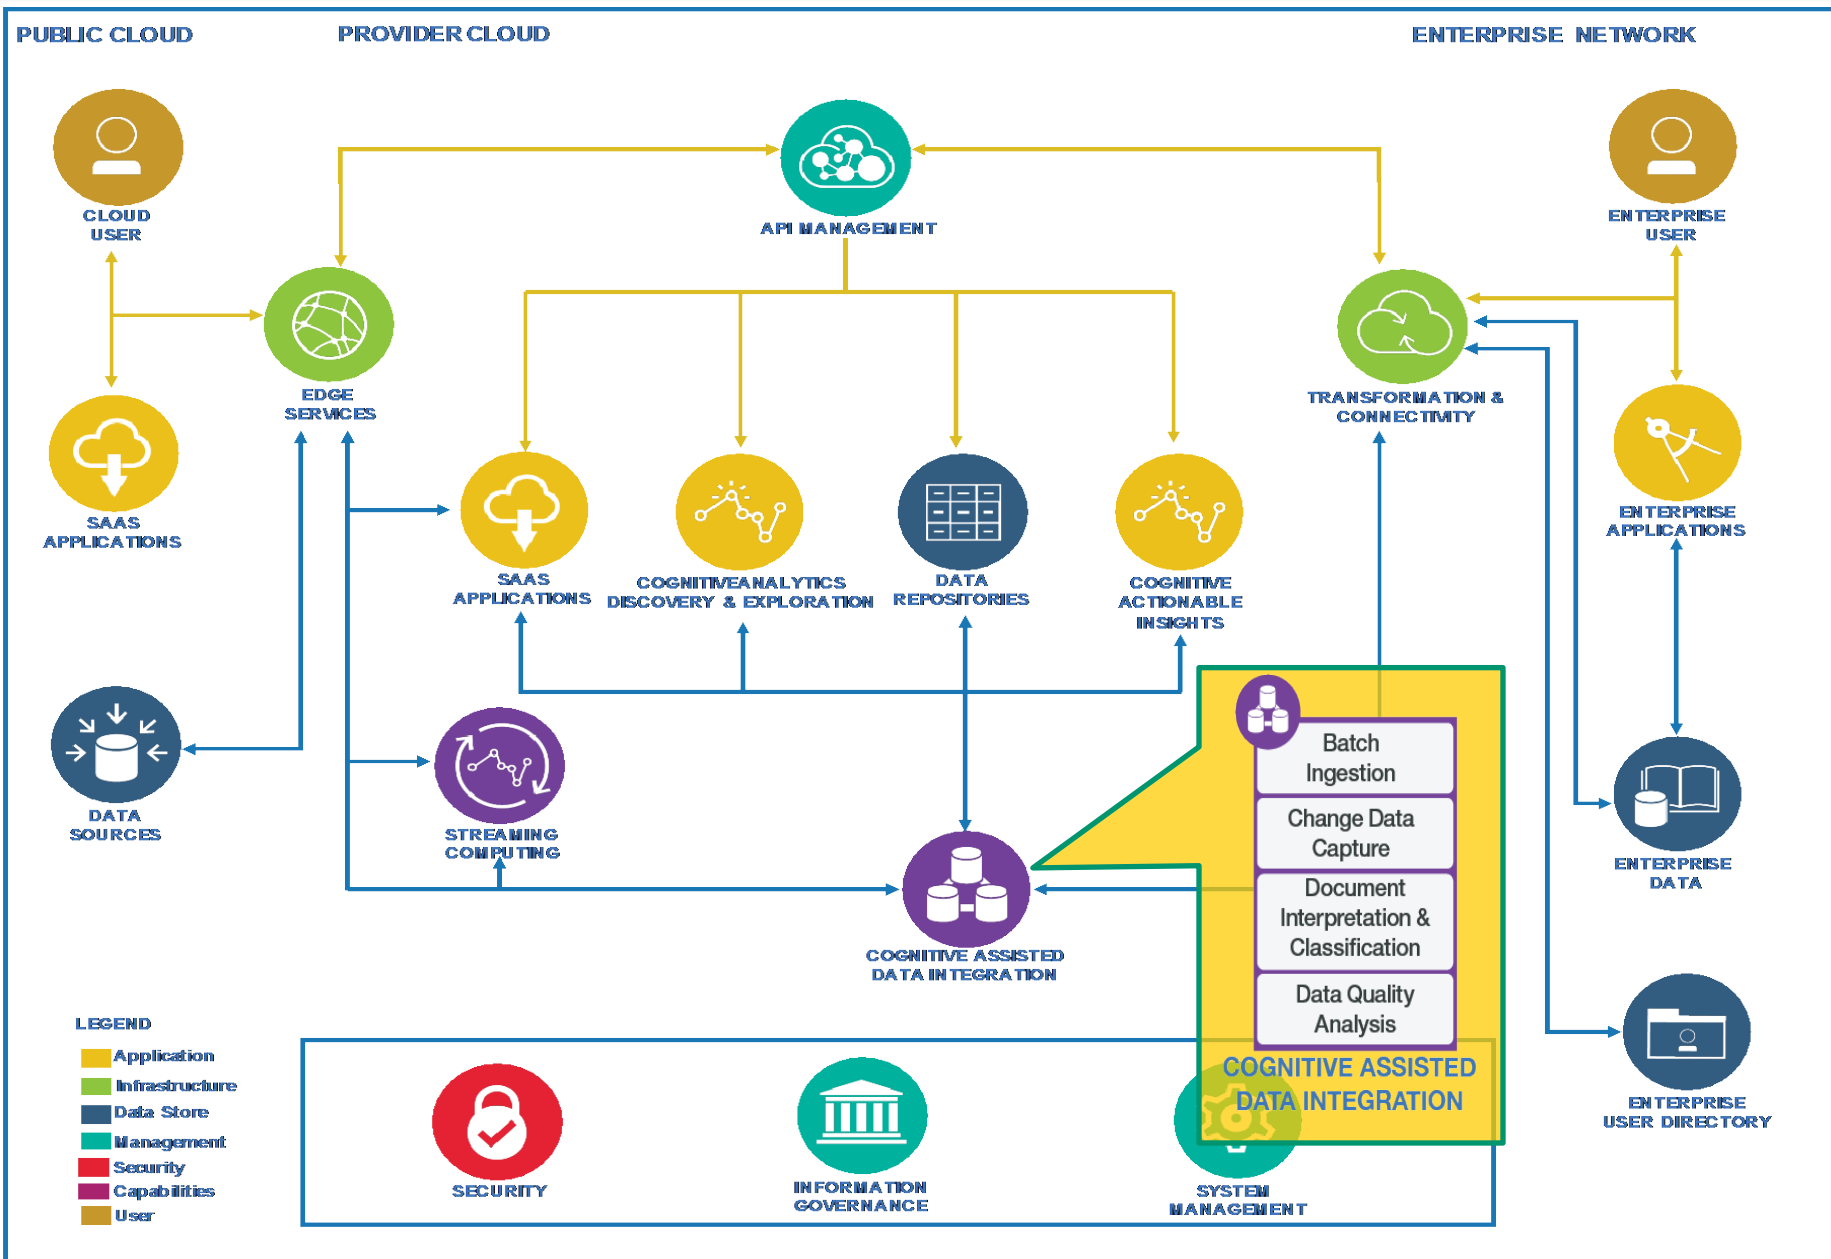 PUBLIC CLOUD
PROVIDER CLOUD
ENTERPRISE NETWORK
CLOUD
USER
API MANAGEMENT
ENTERPRISE
USER
EDGE
SERVICES
TRANSFORMATION &
CONNECTIVITY
SAAS
APPLICATIONS
SAAS
APPLICATIONS
COGNITIVEANALYTICS
DISCOVERY & EXPLORATION
DATA
REPOSITORIES
COGNITIVE
ACTIONABLE
INSIGHTS
ENTERPRISE
APPLICATIONS
DATA
SOURCES
STREAMING
COMPUTING
Batch
Ingestion
Change Data
Capture
Document
Interpretation &
Classification
Data Quality
Analysis
COGNITIVE ASSISTED
DATA INTEGRATION
ENTERPRISE
DATA
COGNITIVE ASSISTED
DATA INTEGRATION
ENTERPRISE
USER DIRECTORY
LEGEND
Application
Infrastructure
Data Store
Management
Security
Capabilities
User
SECURITY
INFORMATION
GOVERNANCE
SYSTEM
MANAGEMENT